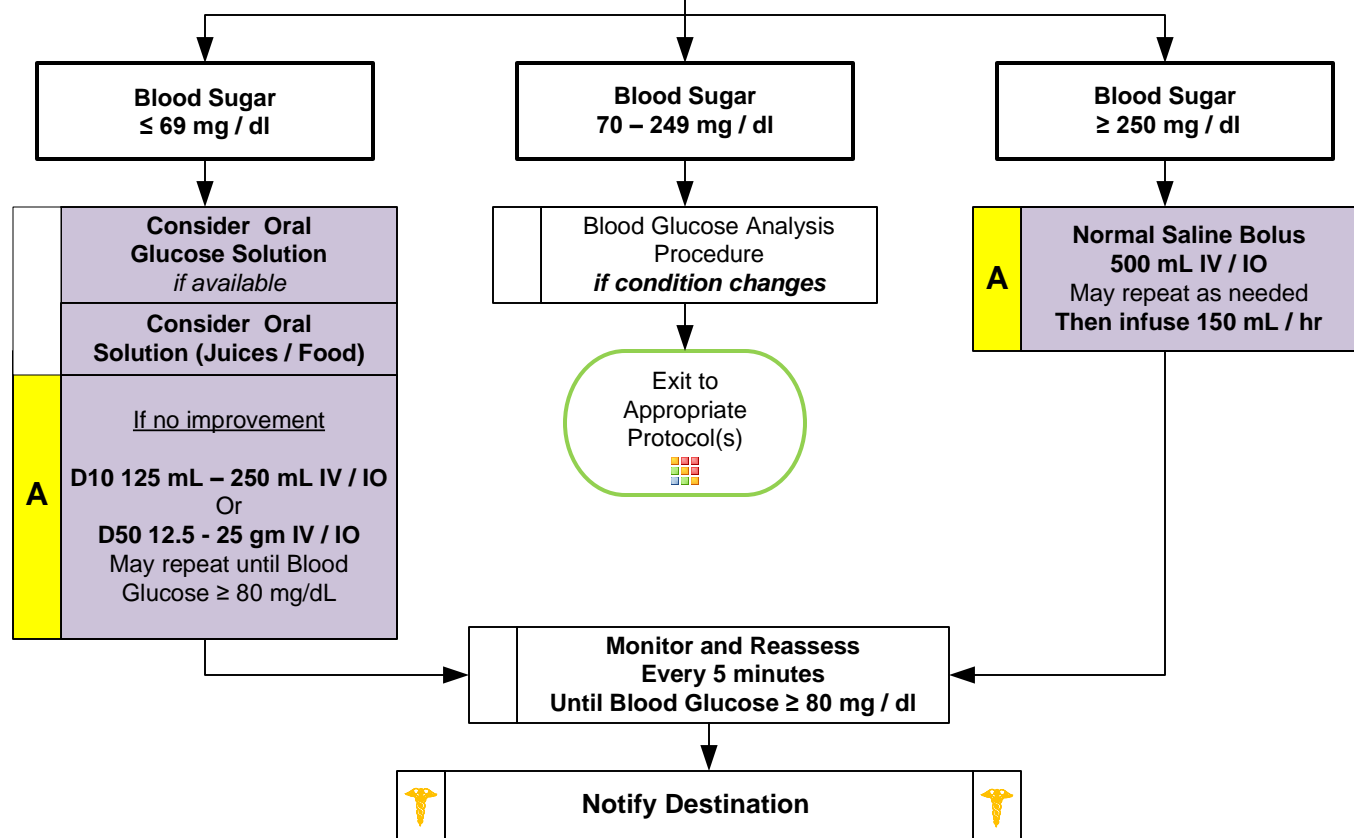 Blood Sugar
≤ 69 mg / dl
Blood Sugar
70 – 249 mg / dl
Blood Sugar
≥ 250 mg / dl
Consider Oral
Glucose Solution
if available
Consider Oral
Solution (Juices / Food)
A
If no improvement
D10 125 mL – 250 mL IV / IO
Or
D50 12.5 - 25 gm IV / IO
May repeat until Blood
Glucose ≥ 80 mg/dL
Blood Glucose Analysis
Procedure
if condition changes
Exit to
Appropriate
Protocol(s)
A
Normal Saline Bolus
500 mL IV / IO
May repeat as needed
Then infuse 150 mL / hr
Monitor and Reassess
Every 5 minutes
Until Blood Glucose ≥ 80 mg / dl
Notify Destination